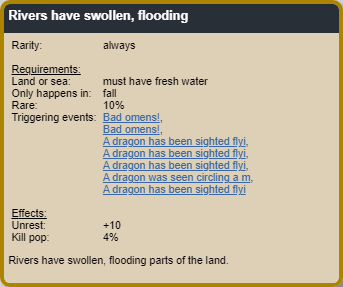 Rivers have swollen, flooding
Rarity: always
Requirements:
Land or sea: must have fresh water
Only happens in: fall
Rare: 10%
Triggering events: Bad omens!,
Bad omens!,
A dragon has been sighted flyi,
A dragon has been sighted flyi,
A dragon has been sighted flyi,
A dragon was seen circling a m,
A dragon has been sighted flyi
Effects:
Unrest: +10
Kill pop: 4%
Rivers have swollen, flooding parts of the land.